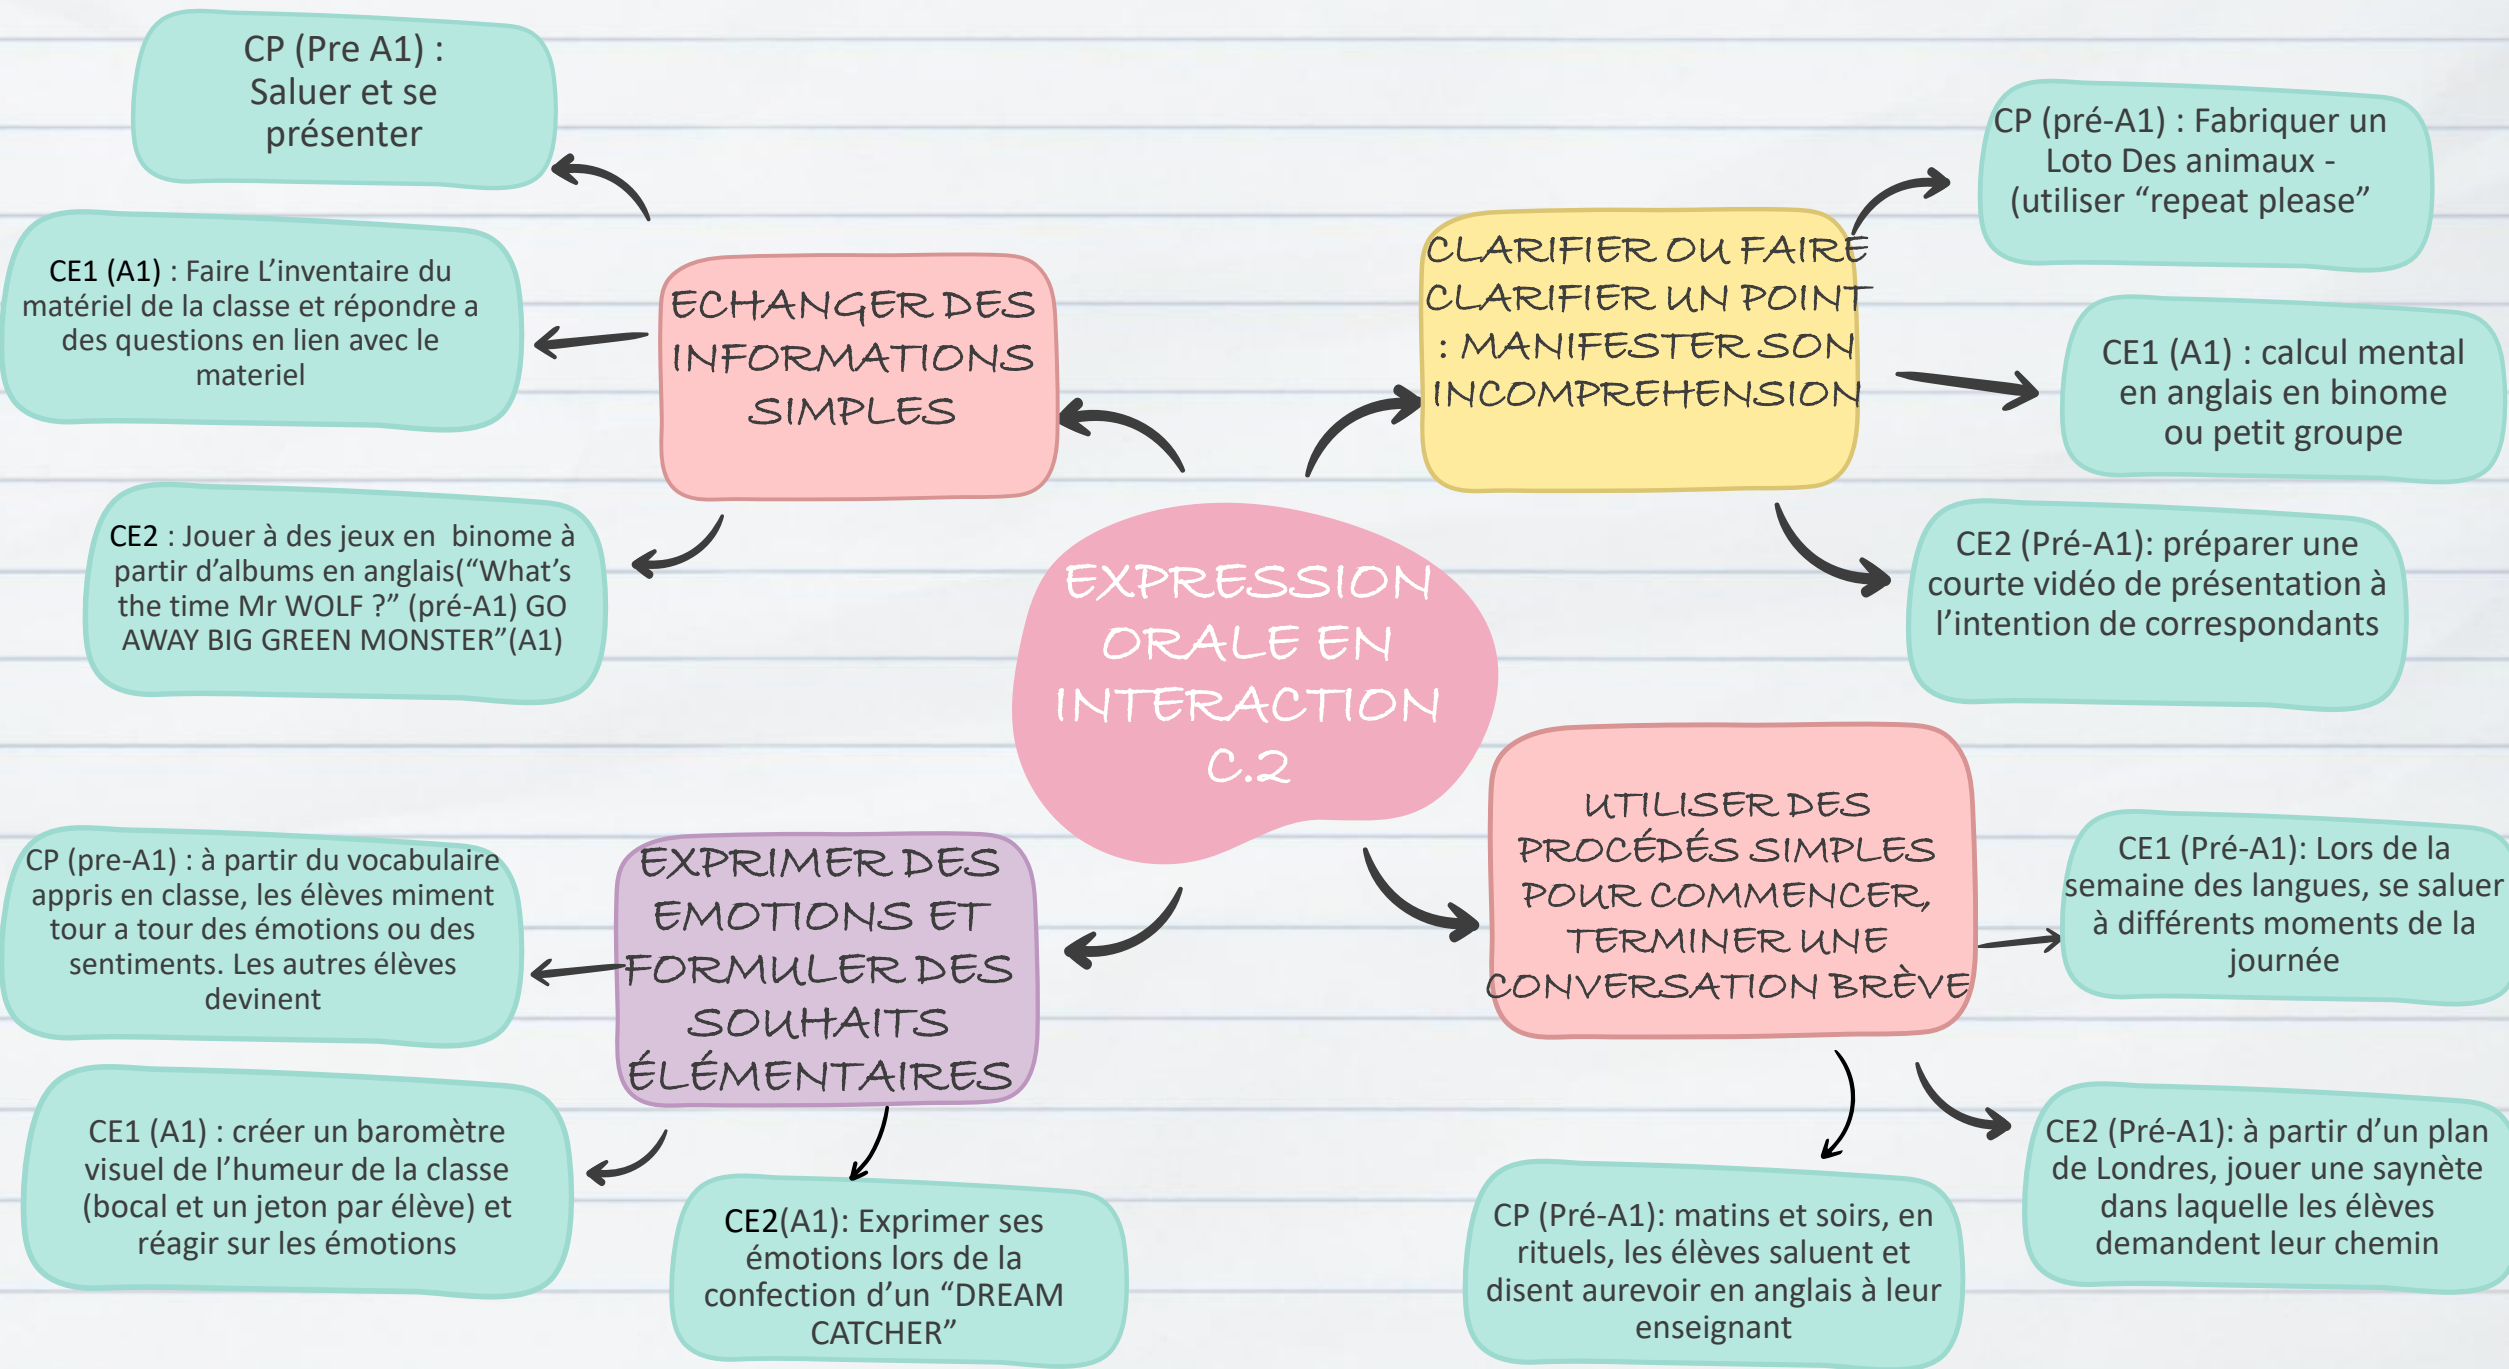 CP (Pre A1) :
Saluer et se
présenter
CE1 (A1) : Faire L’inventaire du
matériel de la classe et répondre a
des questions en lien avec le
materiel
CE2 : Jouer à des jeux en  binome à
partir d’albums en anglais(“What’s
the time Mr WOLF ?” (pré-A1) GO
AWAY BIG GREEN MONSTER”(A1)
ECHANGER DES
INFORMATIONS
SIMPLES
CLARIFIER OU FAIRE
CLARIFIER UN POINT
: MANIFESTER SON
INCOMPREHENSION
CP (pré-A1) : Fabriquer un
Loto Des animaux -
(utiliser “repeat please”
CE1 (A1) : calcul mental
en anglais en binome
ou petit groupe
CE2 (Pré-A1): préparer une
courte vidéo de présentation à
l’intention de correspondants
EXPRESSION
ORALE EN
INTERACTION
C.2
CP (pre-A1) : à partir du vocabulaire
appris en classe, les élèves miment
tour a tour des émotions ou des
sentiments. Les autres élèves
devinent
CE1 (A1) : créer un baromètre
visuel de l’humeur de la classe
(bocal et un jeton par élève) et
réagir sur les émotions
EXPRIMER DES
EMOTIONS ET
FORMULER DES
SOUHAITS
ÉLÉMENTAIRES
CE2(A1): Exprimer ses
émotions lors de la
confection d’un “DREAM
CATCHER”
UTILISER DES
PROCÉDÉS SIMPLES
POUR COMMENCER,
TERMINER UNE
CONVERSATION BRÈVE
CE1 (Pré-A1): Lors de la
semaine des langues, se saluer
à différents moments de la
journée
CE2 (Pré-A1): à partir d’un plan
de Londres, jouer une saynète
dans laquelle les élèves
demandent leur chemin
CP (Pré-A1): matins et soirs, en
rituels, les élèves saluent et
disent aurevoir en anglais à leur
enseignant